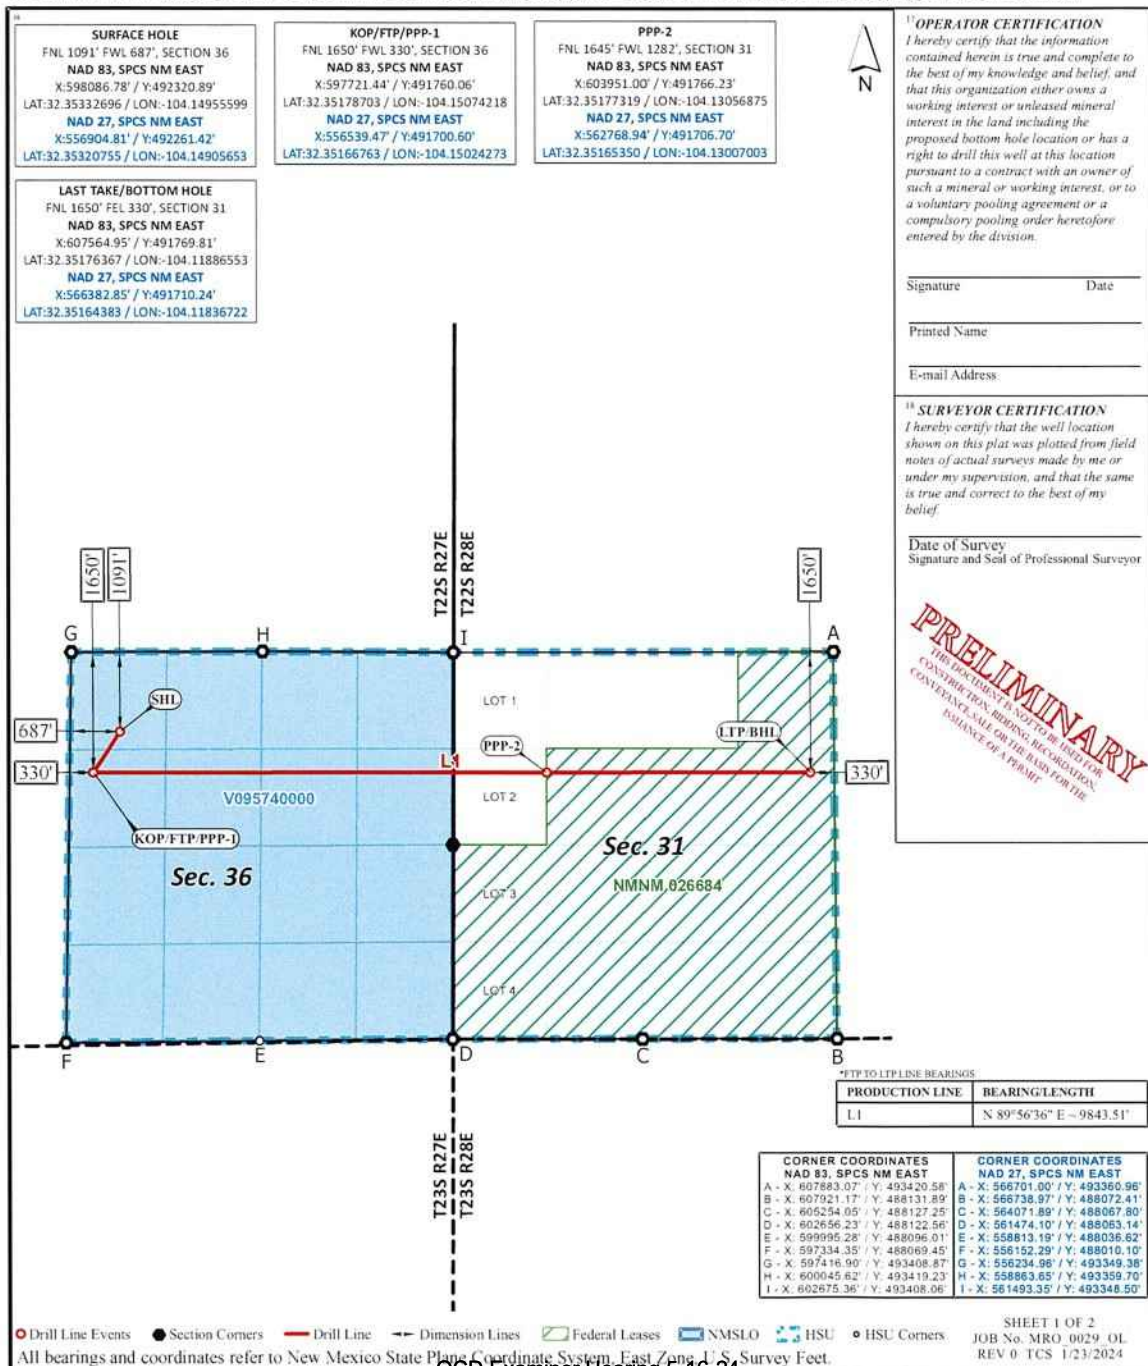 16
SURFACE HOLE
FNL 1091' FWL 687', SECTION 36
NAD 83, SPCS NM EAST
X:598086.78' / Y:492320.89'
LAT:32.35332696 / LON:-104.14955599
NAD 27, SPCS NM EAST
X:556904.81' / Y:492261.42'
LAT:32.35320755 / LON:-104.14905653
KOP/FTP/PPP-1
FNL 1650' FWL 330', SECTION 36
NAD 83, SPCS NM EAST
X:597721.44' / Y:491760.06'
LAT:32.35178703 / LON:-104.15074218
NAD 27, SPCS NM EAST
X:556539.47' / Y:491700.60'
LAT:32.35166763 / LON:-104.15024273
PPP-2
FNL 1645' FWL 1282', SECTION 31
NAD 83, SPCS NM EAST
X:603951.00' / Y:491766.23'
LAT:32.35177319 / LON:-104.13056875
NAD 27, SPCS NM EAST
X:562768.94' / Y:491706.70'
LAT:32.35165350 / LON:-104.13007003
LAST TAKE/BOTTOM HOLE
FNL 1650' FEL 330', SECTION 31
NAD 83, SPCS NM EAST
X:607564.95' / Y:491769.81'
LAT:32.35176367 / LON:-104.11886553
NAD 27, SPCS NM EAST
X:566382.85' / Y:491710.24'
LAT:32.35164383 / LON:-104.11836722
N
17 OPERATOR CERTIFICATION
I hereby certify that the information
contained herein is true and complete to
the best of my knowledge and belief, and
that this organization either owns a
working interest or unleased mineral
interest in the land including the
proposed bottom hole location or has a
right to drill this well at this location
pursuant to a contract with an owner of
such a mineral or working interest, or to
a voluntary pooling agreement or a
compulsory pooling order heretofore
entered by the division.
Signature Date
Printed Name
E-mail Address
18 SURVEYOR CERTIFICATION
I hereby certify that the well location
shown on this plat was plotted from field
notes of actual surveys made by me or
under my supervision, and that the same
is true and correct to the best of my
belief.
Date of Survey
Signature and Seal of Professional Surveyor
PRELIMINARY
THIS DOCUMENT IS NOT TO BE USED FOR
CONSTRUCTION, BIDDING, RECORDATION,
CONVEYANCE, SALE OR THE BASIS FOR THE
ISSUANCE OF A PERMIT
T22S R27E
T22S R28E
1650'
1091'
1650'
G
H
I
A
SHL
687'
330'
LOT 1
PPP-2
LTP/BHL
L1
330'
V095740000
LOT 2
KOP/FTP/PPP-1
Sec. 36
Sec. 31
NMNM 026684
LOT 3
LOT 4
F
E
D
C
B
T23S R27E
T23S R28E
*FTP TO LTP LINE BEARINGS
PRODUCTION LINE BEARING/LENGTH
L1 N 89°56'36" E ~ 9843.51'
CORNER COORDINATES
NAD 83, SPCS NM EAST
A - X: 607883.07' / Y: 493420.58'
B - X: 607921.17' / Y: 488131.89'
C - X: 605254.05' / Y: 488127.25'
D - X: 602656.23' / Y: 488122.56'
E - X: 599995.28' / Y: 488096.01'
F - X: 597334.35' / Y: 488069.45'
G - X: 597416.90' / Y: 493408.87'
H - X: 600045.62' / Y: 493419.23'
I - X: 602675.36' / Y: 493408.06'
CORNER COORDINATES
NAD 27, SPCS NM EAST
A - X: 566701.00' / Y: 493360.96'
B - X: 566738.97' / Y: 488072.41'
C - X: 564071.89' / Y: 488067.80'
D - X: 561474.10' / Y: 488063.14'
E - X: 558813.19' / Y: 488036.62'
F - X: 556152.29' / Y: 488010.10'
G - X: 556234.96' / Y: 493349.38'
H - X: 558863.65' / Y: 493359.70'
I - X: 561493.35' / Y: 493348.50'
Drill Line Events Section Corners Drill Line Dimension Lines Federal Leases NMSLO HSU HSU Corners
All bearings and coordinates refer to New Mexico State Plane Coordinate System, East Zone, U.S. Survey Feet.
SHEET 1 OF 2
JOB No. MRO_0029_OL
REV 0 TCS 1/23/2024